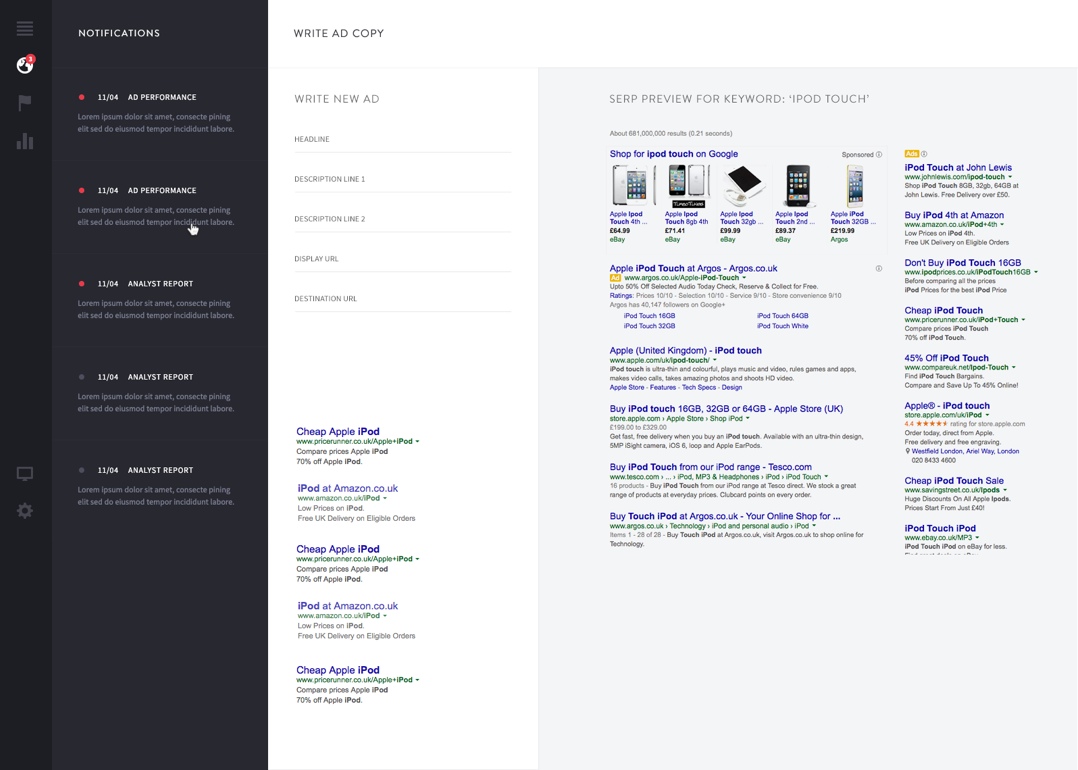 3
NOTIFICATIONS
11/04 AD PERFORMANCE
Lorem ipsum dolor sit amet, consecte pining
elit sed do eiusmod tempor incididunt labore.
11/04 AD PERFORMANCE
Lorem ipsum dolor sit amet, consecte pining
elit sed do eiusmod tempor incididunt labore.
11/04 ANALYST REPORT
Lorem ipsum dolor sit amet, consecte pining
elit sed do eiusmod tempor incididunt labore.
11/04 ANALYST REPORT
Lorem ipsum dolor sit amet, consecte pining
elit sed do eiusmod tempor incididunt labore.
11/04 ANALYST REPORT
Lorem ipsum dolor sit amet, consecte pining
elit sed do eiusmod tempor incididunt labore.
WRITE AD COPY
WRITE NEW AD
HEADLINE
DESCRIPTION LINE 1
DESCRIPTION LINE 2
DISPLAY URL
DESTINATION URL
Cheap Apple iPod
www.pricerunner.co.uk/Apple+iPod
Compare prices Apple iPod
70% off Apple iPod.
iPod at Amazon.co.uk
www.amazon.co.uk/iPod
Low Prices on iPod.
Free UK Delivery on Eligible Orders
Cheap Apple iPod
www.pricerunner.co.uk/Apple+iPod
Compare prices Apple iPod
70% off Apple iPod.
iPod at Amazon.co.uk
www.amazon.co.uk/iPod
Low Prices on iPod.
Free UK Delivery on Eligible Orders
Cheap Apple iPod
www.pricerunner.co.uk/Apple+iPod
Compare prices Apple iPod
70% off Apple iPod.
SERP PREVIEW FOR KEYWORD: ‘IPOD TOUCH’
About 681,000,000 results (0.21 seconds)
Shop for ipod touch on Google Sponsored
Apple Ipod
Touch 4th ...
£64.99
eBay
Apple Ipod
Touch 8gb 4th
£71.41
eBay
Apple Ipod
Touch 32gb ...
£99.99
eBay
Apple Ipod
Touch 2nd ...
£89.37
eBay
Apple iPod
Touch 32GB ...
£219.99
Argos
Apple iPod Touch at Argos - Argos.co.uk
Ad www.argos.co.uk/Apple-iPod-Touch
Upto 50% Off Selected Audio Today Check, Reserve & Collect for Free.
Ratings: Prices 10/10 - Selection 10/10 - Service 9/10 - Store convenience 9/10
Argos has 40,147 followers on Google+
iPod Touch 16GB iPod Touch 64GB
iPod Touch 32GB iPod Touch White
Apple (United Kingdom) - iPod touch
www.apple.com/uk/ipod-touch/
iPod touch is ultra-thin and colourful, plays music and video, rules games and apps,
makes video calls, takes amazing photos and shoots HD video.
Apple Store - Features - Tech Specs - Design
Buy iPod touch 16GB, 32GB or 64GB - Apple Store (UK)
store.apple.com › Apple Store › Shop iPod
£199.00 to £329.00
Get fast, free delivery when you buy an iPod touch. Available with an ultra-thin design,
5MP iSight camera, iOS 6, loop and Apple EarPods.
Buy iPod Touch from our iPod range - Tesco.com
www.tesco.com › ... › iPod, MP3 & Headphones › iPod › iPod Touch
16 products - Buy iPod Touch from our iPod range at Tesco direct. We stock a great
range of products at everyday prices. Clubcard points on every order.
Buy Touch iPod at Argos.co.uk - Your Online Shop for ...
www.argos.co.uk › Technology › iPod and personal audio › iPod
Items 1 - 28 of 28 - Buy Touch iPod at Argos.co.uk, visit Argos.co.uk to shop online for
Technology.
Ads
iPod Touch at John Lewis
www.johnlewis.com/ipod-touch
Shop iPod Touch 8GB, 32gb, 64GB at
John Lewis. Free Delivery over £50.
Buy iPod 4th at Amazon
www.amazon.co.uk/iPod+4th
Low Prices on iPod 4th.
Free UK Delivery on Eligible Orders
Don't Buy iPod Touch 16GB
www.ipodprices.co.uk/iPodTouch16GB
Before comparing all the prices
iPod Prices for the best iPod Price
Cheap iPod Touch
www.pricerunner.co.uk/iPod+Touch
Compare prices iPod Touch
70% off iPod Touch.
45% Off iPod Touch
www.compareuk.net/Ipod-Touch
Find iPod Touch Bargains.
Compare and Save Up To 45% Online!
Apple® - iPod touch
store.apple.com/uk/iPod
4.4 ★★★★★ rating for store.apple.com
Order today, direct from Apple.
Free delivery and free engraving.
Westfield London, Ariel Way, London
020 8433 4600
Cheap iPod Touch Sale
www.savingstreet.co.uk/Ipods
Huge Discounts On All Apple Ipods.
Prices Start From Just £40!
iPod Touch iPod
www.ebay.co.uk/MP3
iPod Touch iPod on eBay for less.